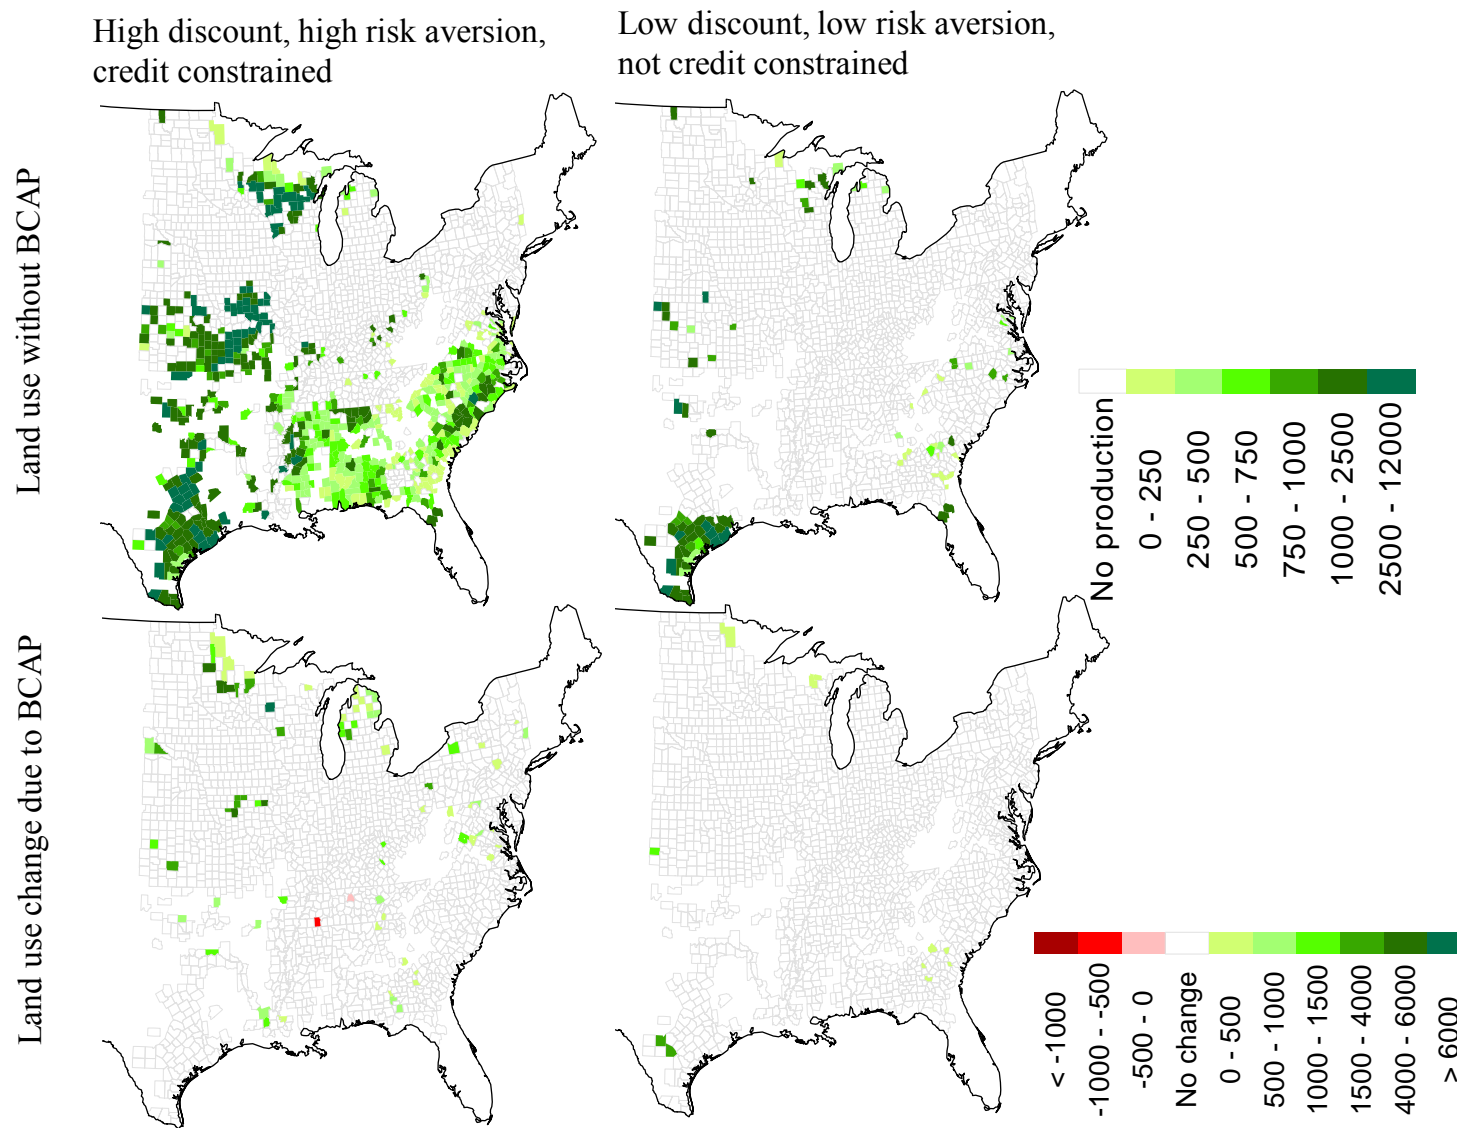 High discount, high risk aversion,
credit constrained
Low discount, low risk aversion,
not credit constrained
Land use without BCAP
No production
0 - 250
250 - 500
500 - 750
750 - 1000
1000 - 2500
2500 - 12000
Land use change due to BCAP
< -1000
-1000 - -500
-500 - 0
No change
0 - 500
500 - 1000
1000 - 1500
1500 - 4000
4000 - 6000
> 6000